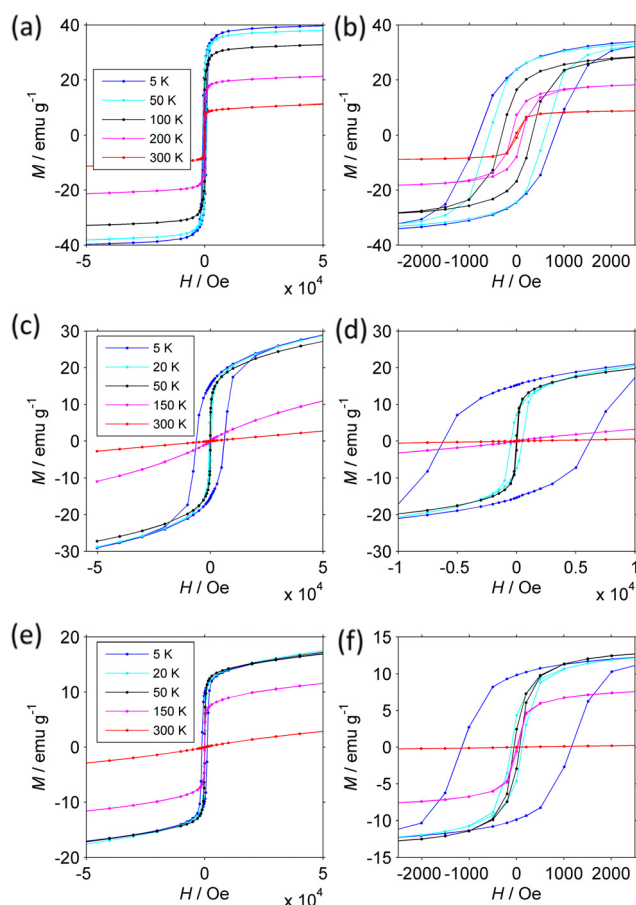 (a)
40
20
0
-20
-40
M / emu g⁻¹
5 K
50 K
100 K
200 K
300 K
-5 0 5
H / Oe
x 10⁴
(b)
40
20
0
-20
-40
M / emu g⁻¹
-2000 -1000 0 1000 2000
H / Oe
(c)
30
20
10
0
-10
-20
-30
M / emu g⁻¹
5 K
20 K
50 K
150 K
300 K
-5 0 5
H / Oe
x 10⁴
(d)
30
20
10
0
-10
-20
-30
M / emu g⁻¹
-1 -0.5 0 0.5 1
H / Oe
x 10⁴
(e)
20
10
0
-10
-20
M / emu g⁻¹
5 K
20 K
50 K
150 K
300 K
-5 0 5
H / Oe
x 10⁴
(f)
15
10
5
0
-5
-10
-15
M / emu g⁻¹
-2000 -1000 0 1000 2000
H / Oe